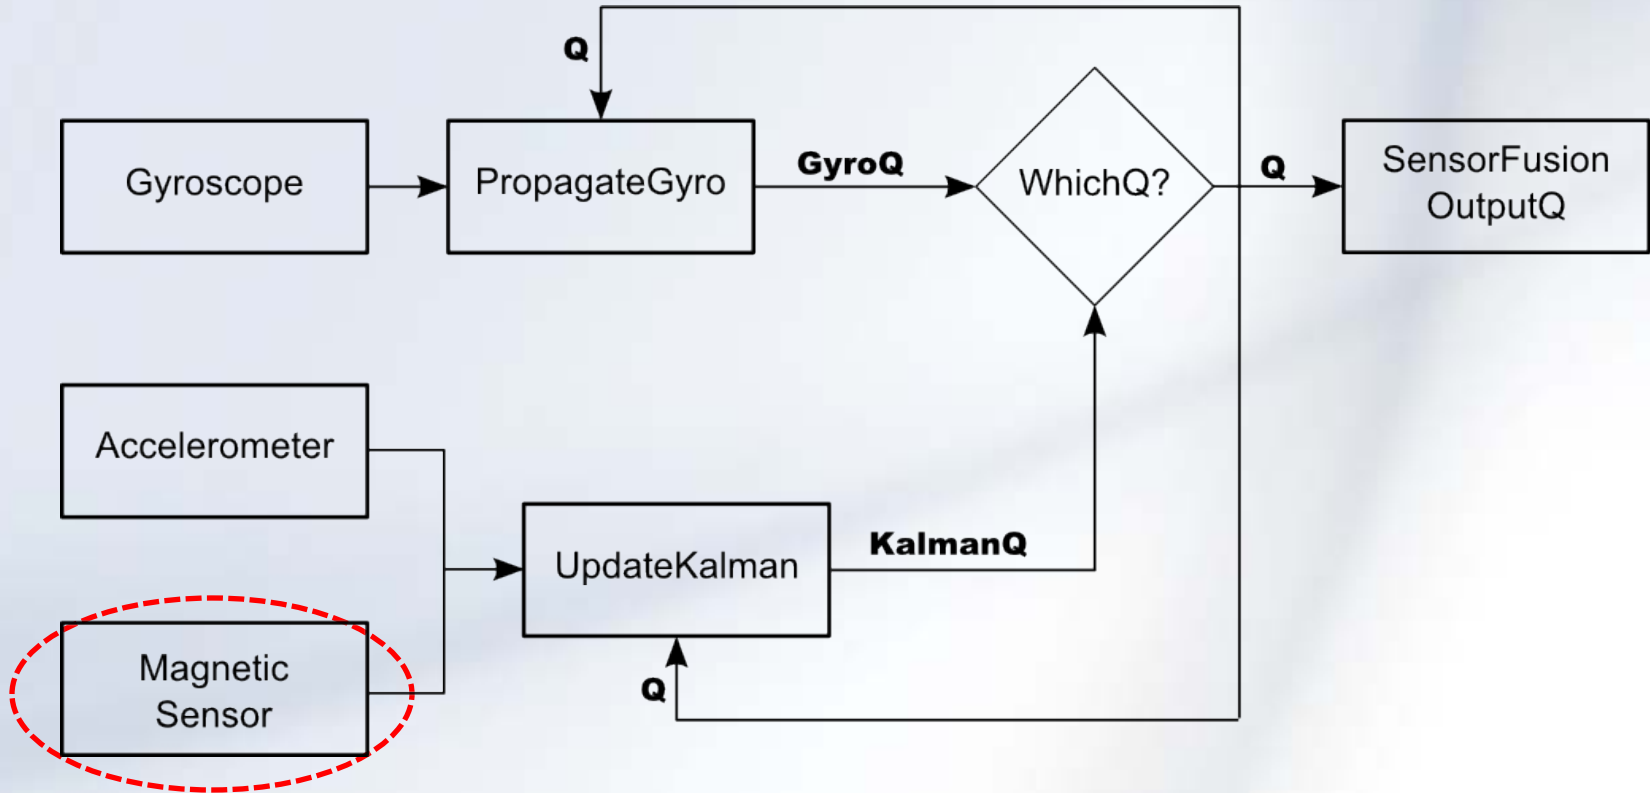 Q
Gyroscope
PropagateGyro
GyroQ
WhichQ?
Q
SensorFusion
OutputQ
Accelerometer
UpdateKalman
KalmanQ
Magnetic
Sensor
Q